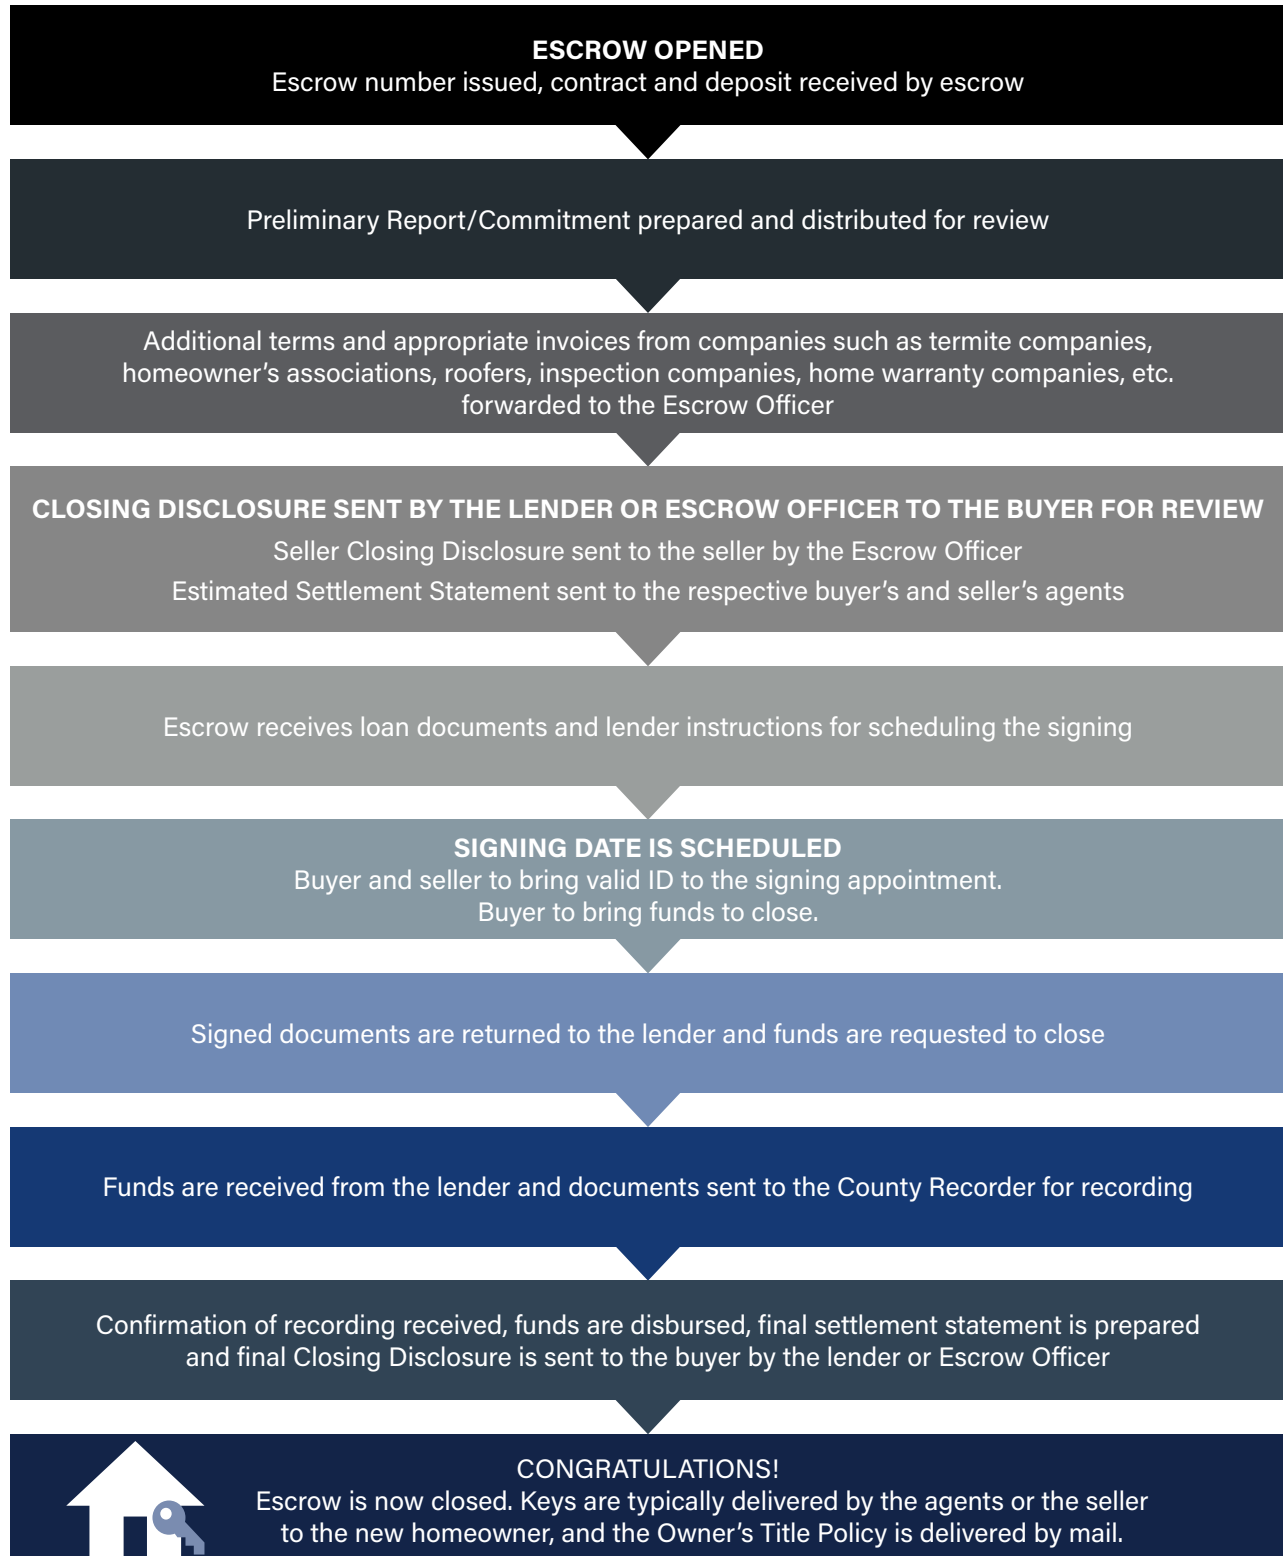 ESCROW OPENED
Escrow number issued, contract and deposit received by escrow
Preliminary Report/Commitment prepared and distributed for review
Additional terms and appropriate invoices from companies such as termite companies,
homeowner’s associations, roofers, inspection companies, home warranty companies, etc.
forwarded to the Escrow Officer
CLOSING DISCLOSURE SENT BY THE LENDER OR ESCROW OFFICER TO THE BUYER FOR REVIEW
Seller Closing Disclosure sent to the seller by the Escrow Officer
Estimated Settlement Statement sent to the respective buyer’s and seller’s agents
Escrow receives loan documents and lender instructions for scheduling the signing
SIGNING DATE IS SCHEDULED
Buyer and seller to bring valid ID to the signing appointment.
Buyer to bring funds to close.
Signed documents are returned to the lender and funds are requested to close
Funds are received from the lender and documents sent to the County Recorder for recording
Confirmation of recording received, funds are disbursed, final settlement statement is prepared
and final Closing Disclosure is sent to the buyer by the lender or Escrow Officer
CONGRATULATIONS!
Escrow is now closed. Keys are typically delivered by the agents or the seller
to the new homeowner, and the Owner’s Title Policy is delivered by mail.